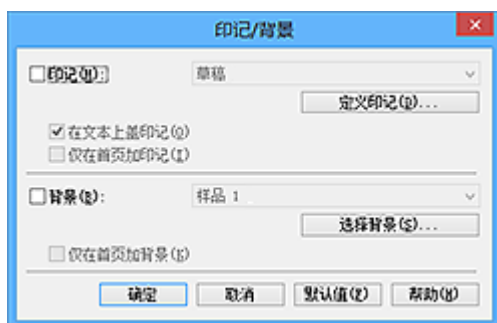 印记/背景
印记(M): 草稿
定义印记(D)...
在文本上盖印记(O)
仅在首页加印记(I)
背景(B): 样品 1
选择背景(S)...
仅在首页加背景(K)
确定 取消 默认值(F) 帮助(H)